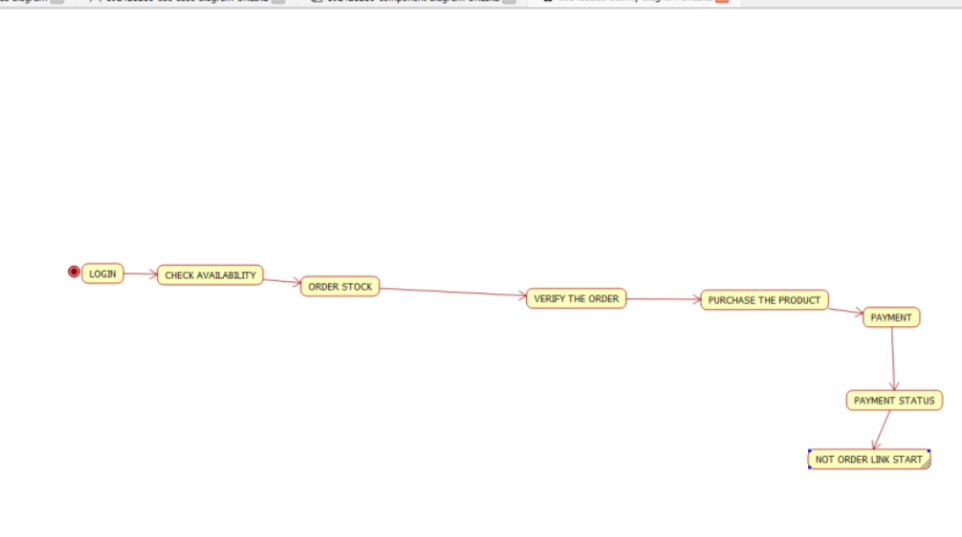 LOGIN
CHECK AVAILABILITY
ORDER STOCK
VERIFY THE ORDER
PURCHASE THE PRODUCT
PAYMENT
PAYMENT STATUS
NOT ORDER LINK START